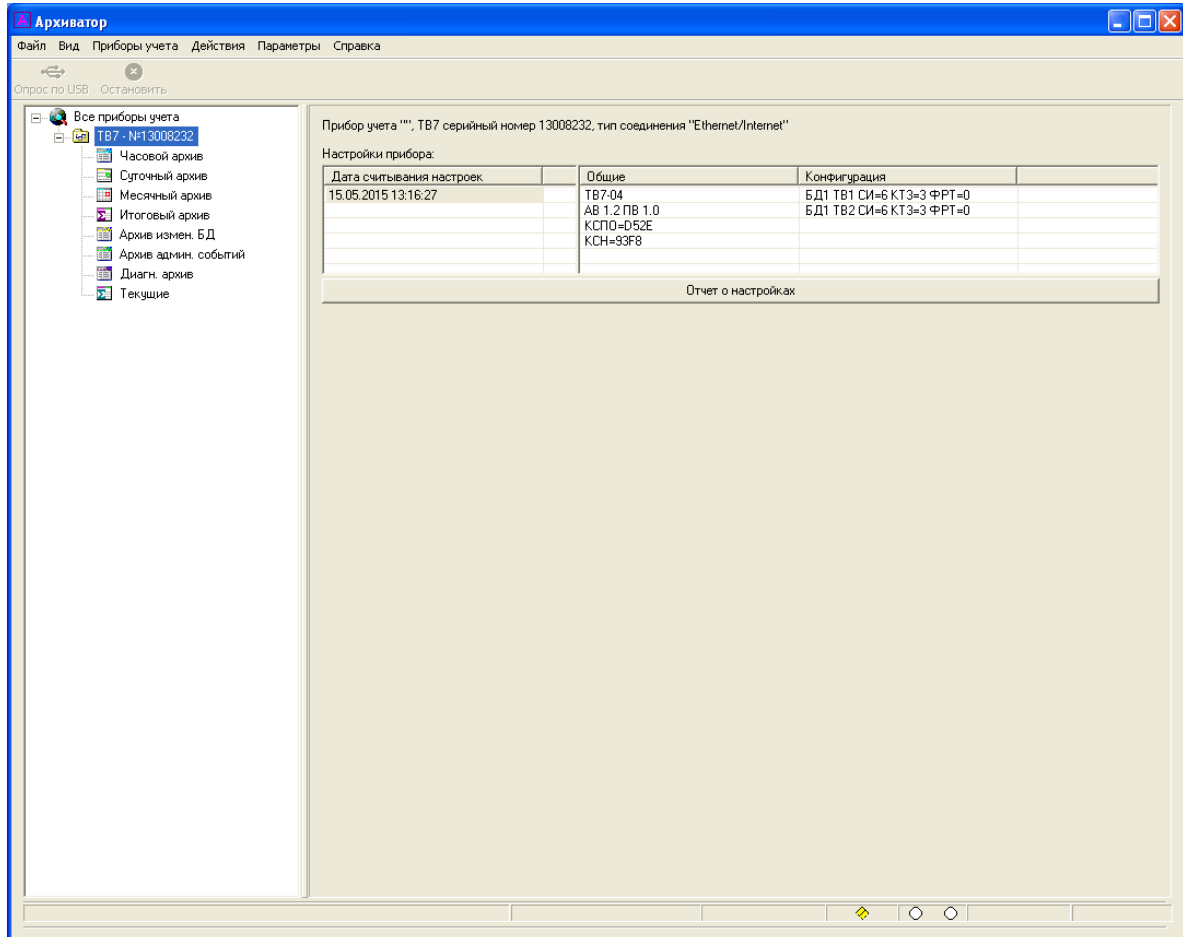 Архиватор
Файл Вид Приборы учета Действия Параметры Справка
Опрос по USB Остановить
Все приборы учета
ТВ7 - №13008232
Часовой архив
Суточный архив
Месячный архив
Итоговый архив
Архив измен. БД
Архив админ. событий
Диагн. архив
Текущие
Прибор учета "", ТВ7 серийный номер 13008232, тип соединения "Ethernet/Internet"
Настройки прибора:
Дата считывания настроек Общие Конфигурация
15.05.2015 13:16:27 ТВ7-04 БД1 ТВ1 СИ=6 КТ3=3 ФРТ=0
АВ 1.2 ПВ 1.0 БД1 ТВ2 СИ=6 КТ3=3 ФРТ=0
КСПО=D52E
КСН=93F8
Отчет о настройках